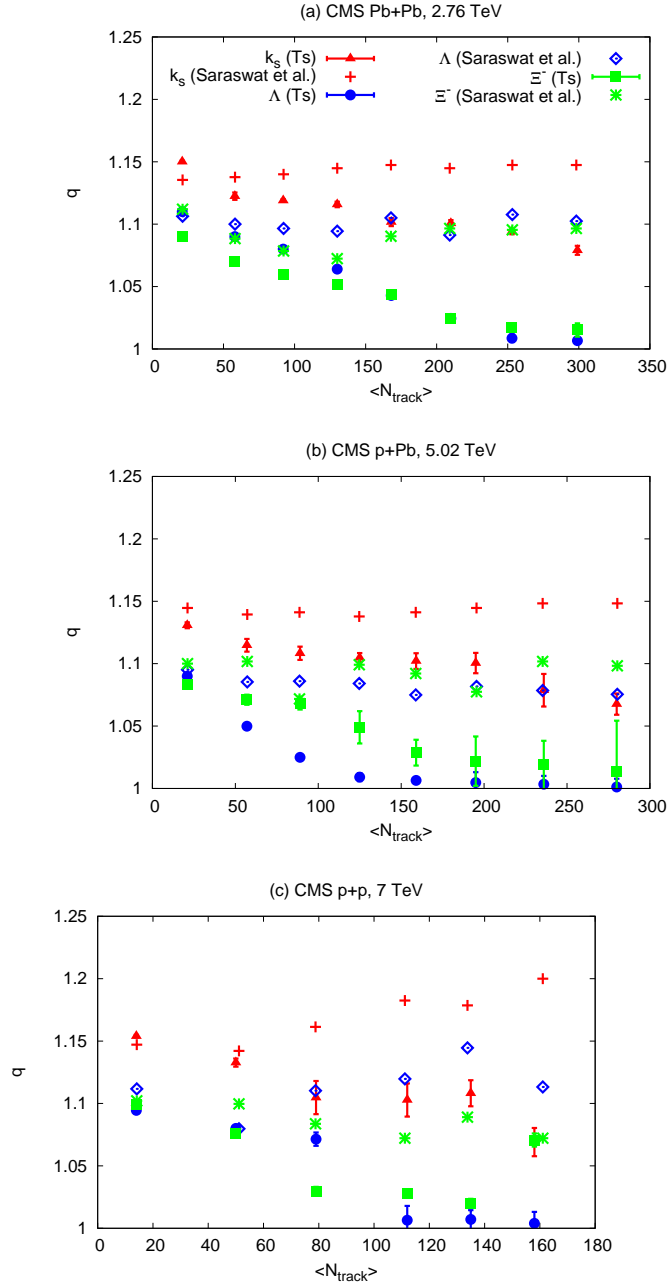 (a) CMS Pb+Pb, 2.76 TeV
k_s (Ts)
k_s (Saraswat et al.)
Λ (Ts)
Λ (Saraswat et al.)
Ξ^- (Ts)
Ξ^- (Saraswat et al.)
1.25
1.2
1.15
1.1
1.05
1
q
0 50 100 150 200 250 300 350
<N_track>
(b) CMS p+Pb, 5.02 TeV
1.25
1.2
1.15
1.1
1.05
1
q
0 50 100 150 200 250 300
<N_track>
(c) CMS p+p, 7 TeV
1.25
1.2
1.15
1.1
1.05
1
q
0 20 40 60 80 100 120 140 160 180
<N_track>